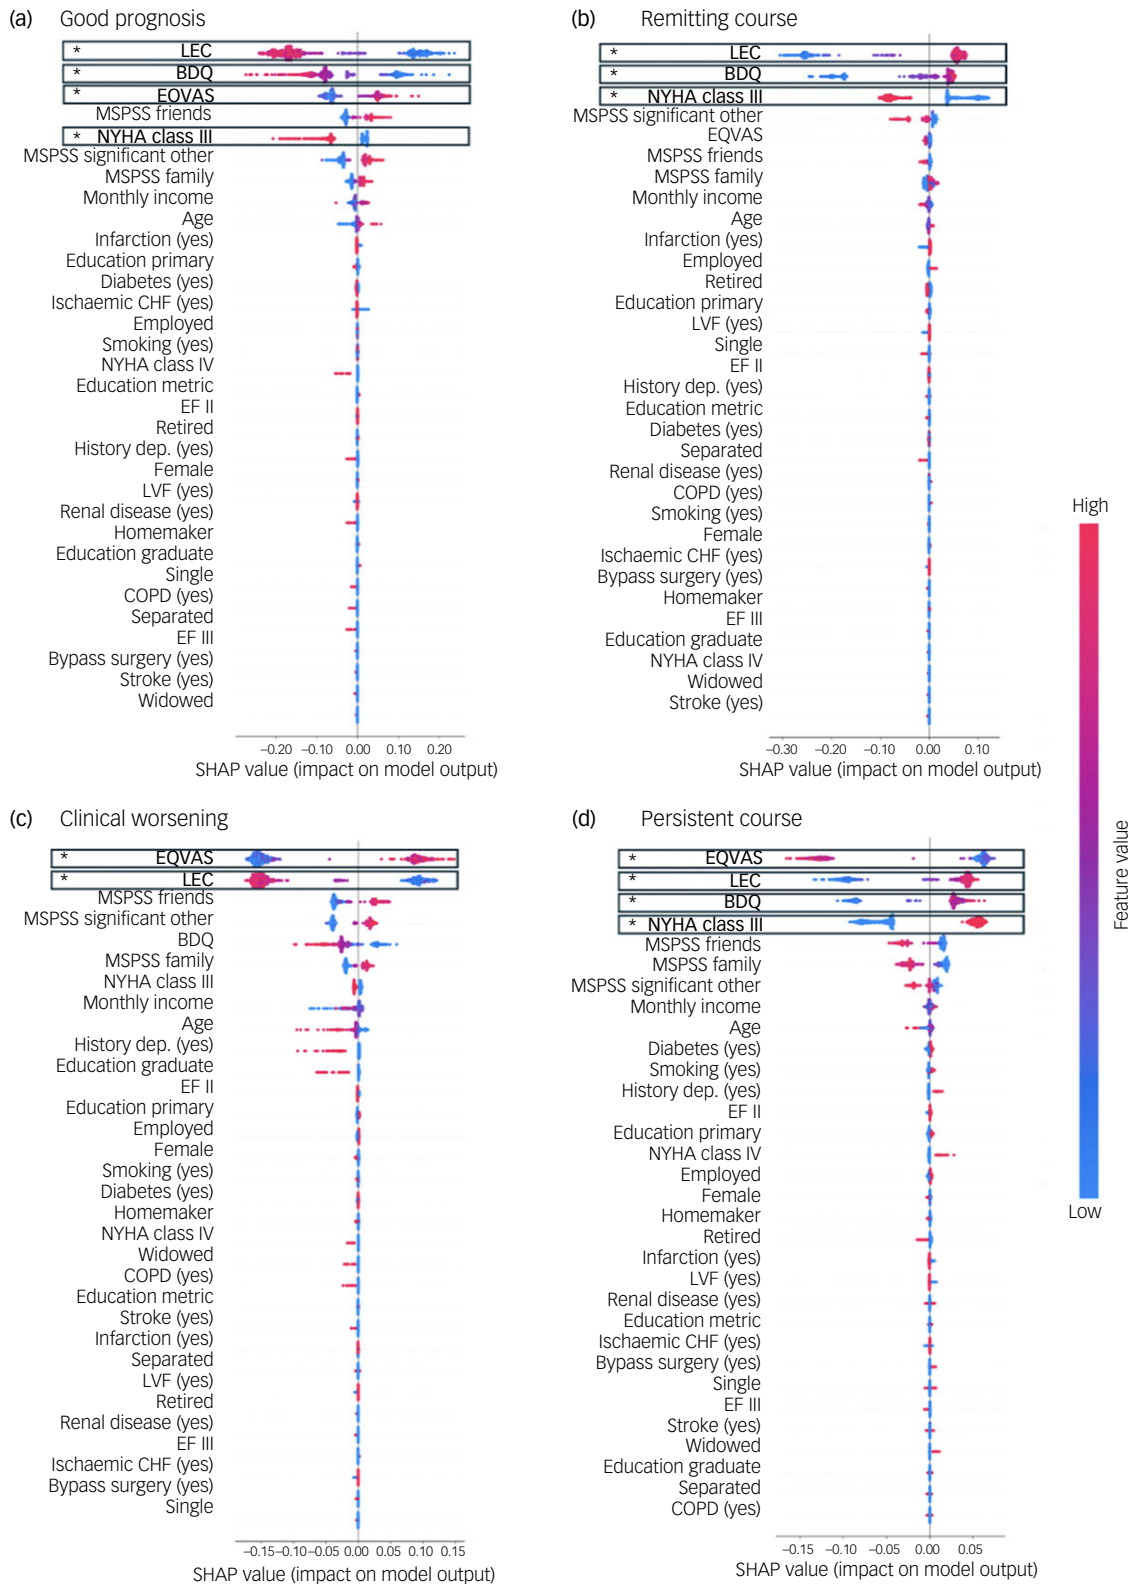 (a) Good prognosis
* LEC
* BDQ
* EOVAS
MSPSS friends
* NYHA class III
MSPSS significant other
MSPSS family
Monthly income
Age
Infarction (yes)
Education primary
Diabetes (yes)
Ischaemic CHF (yes)
Employed
Smoking (yes)
NYHA class IV
Education metric
EF II
Retired
History dep. (yes)
Female
LVF (yes)
Renal disease (yes)
Homemaker
Education graduate
Single
COPD (yes)
Separated
EF III
Bypass surgery (yes)
Stroke (yes)
Widowed
−0.20 −0.10 0.00 0.10 0.20
SHAP value (impact on model output)
(b) Remitting course
* LEC
* BDQ
* NYHA class III
MSPSS significant other
EQVAS
MSPSS friends
MSPSS family
Monthly income
Age
Infarction (yes)
Employed
Retired
Education primary
LVF (yes)
Single
EF II
History dep. (yes)
Education metric
Diabetes (yes)
Separated
Renal disease (yes)
COPD (yes)
Smoking (yes)
Female
Ischaemic CHF (yes)
Bypass surgery (yes)
Homemaker
EF III
Education graduate
NYHA class IV
Widowed
Stroke (yes)
−0.30 −0.20 −0.10 0.00 0.10
SHAP value (impact on model output)
(c) Clinical worsening
* EQVAS
* LEC
MSPSS friends
MSPSS significant other
BDQ
MSPSS family
NYHA class III
Monthly income
Age
History dep. (yes)
Education graduate
EF II
Education primary
Employed
Female
Smoking (yes)
Diabetes (yes)
Homemaker
NYHA class IV
Widowed
COPD (yes)
Education metric
Stroke (yes)
Infarction (yes)
Separated
LVF (yes)
Retired
Renal disease (yes)
EF III
Ischaemic CHF (yes)
Bypass surgery (yes)
Single
−0.15 −0.10 −0.05 0.00 0.05 0.10 0.15
SHAP value (impact on model output)
(d) Persistent course
* EQVAS
* LEC
* BDQ
* NYHA class III
MSPSS friends
MSPSS family
MSPSS significant other
Monthly income
Age
Diabetes (yes)
Smoking (yes)
History dep. (yes)
EF II
Education primary
NYHA class IV
Employed
Female
Homemaker
Retired
Infarction (yes)
LVF (yes)
Renal disease (yes)
Education metric
Ischaemic CHF (yes)
Bypass surgery (yes)
Single
EF III
Stroke (yes)
Widowed
Education graduate
Separated
COPD (yes)
−0.15 −0.10 −0.05 0.00 0.05
SHAP value (impact on model output)
High
Feature value
Low